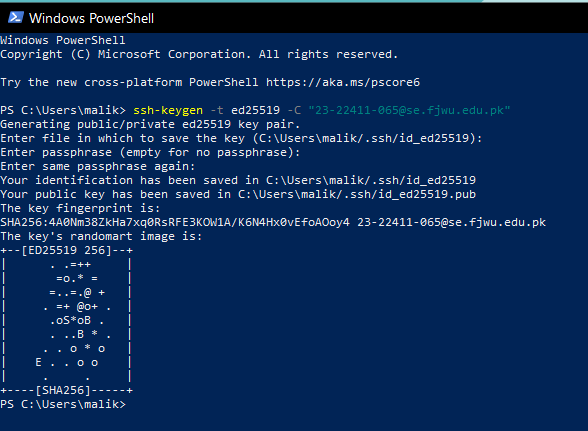 Windows PowerShell
Windows PowerShell
Copyright (C) Microsoft Corporation. All rights reserved.
Try the new cross-platform PowerShell https://aka.ms/pscore6
PS C:\Users\malik> ssh-keygen -t ed25519 -C "23-22411-065@se.fjwu.edu.pk"
Generating public/private ed25519 key pair.
Enter file in which to save the key (C:\Users\malik/.ssh/id_ed25519):
Enter passphrase (empty for no passphrase):
Enter same passphrase again:
Your identification has been saved in C:\Users\malik/.ssh/id_ed25519
Your public key has been saved in C:\Users\malik/.ssh/id_ed25519.pub
The key fingerprint is:
SHA256:4A0Nm38ZkHa7xq0RsRFE3KOW1A/K6N4Hx0vEfoAOoy4 23-22411-065@se.fjwu.edu.pk
The key's randomart image is:
+--[ED25519 256]--+
|      . .=++     |
|       =o.* =    |
|      =..=.@ +   |
|     . =+ @o+ .  |
|      .oS*oB .   |
|      . ..B * .  |
|     . . o * o   |
|    E . . o o    |
|     .     .     |
+----[SHA256]-----+
PS C:\Users\malik>